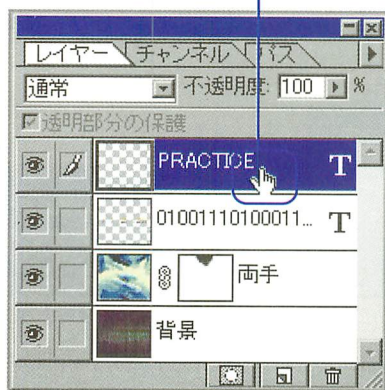 レイヤー チャンネル パス
通常 不透明度: 100 %
透明部分の保護
PRACTICE T
01001110100011... T
両手
背景